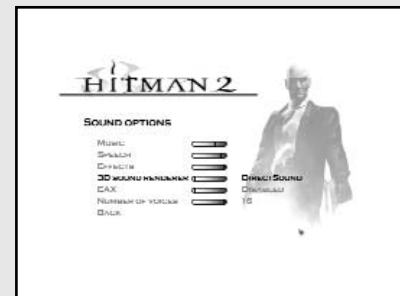 HITMAN 2
SOUND OPTIONS
MUSIC
SPEECH
EFFECTS
3D SOUND RENDERER DIRECTSOUND
EAX DISABLED
NUMBER OF VOICES 16
BACK